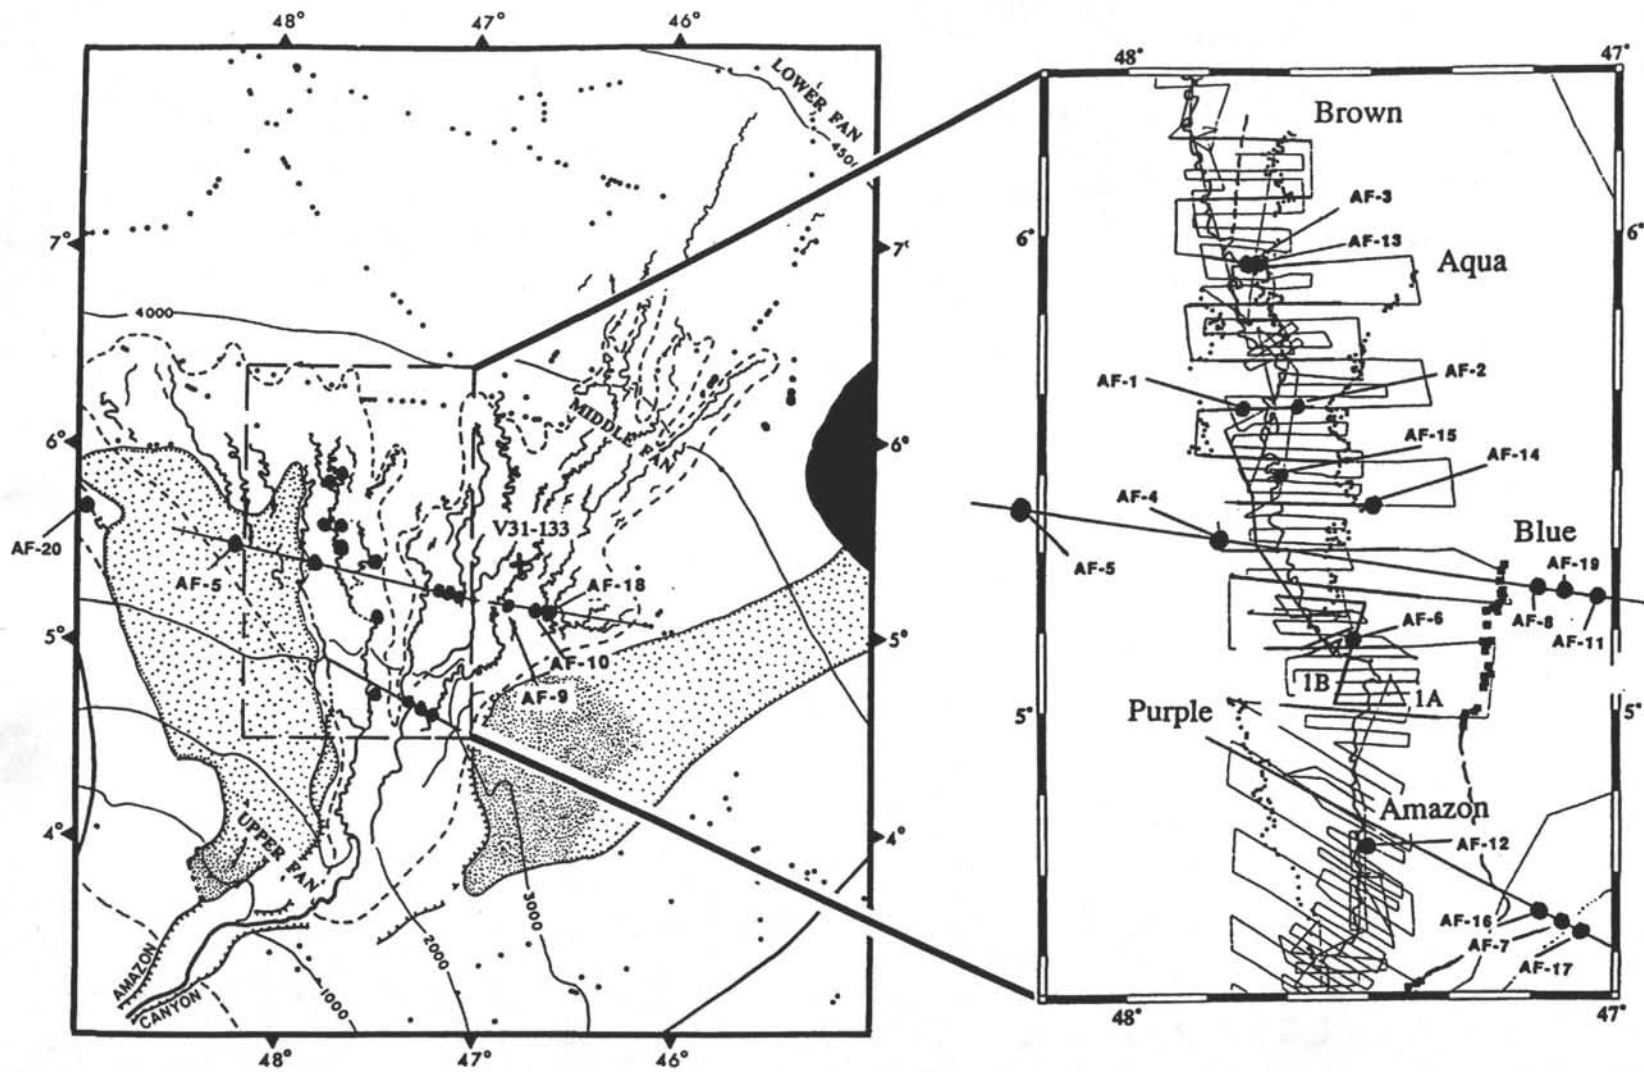 48°
47°
46°
LOWER FAN
450
7°
7°
4000
6°
MIDDLE FAN
6°
V31-133
AF-20
AF-5
AF-18
5°
AF-10
5°
AF-9
4°
4°
UPPER FAN
3000
2000
1000
AMAZON
CANYON
48°
47°
46°
48°
47°
Brown
AF-3
6°
AF-13
6°
Aqua
AF-1
AF-2
AF-15
AF-14
AF-4
Blue
AF-5
AF-19
AF-8
AF-6
AF-11
1B
1A
Purple
5°
5°
Amazon
AF-12
AF-16
AF-7
AF-17
48°
47°